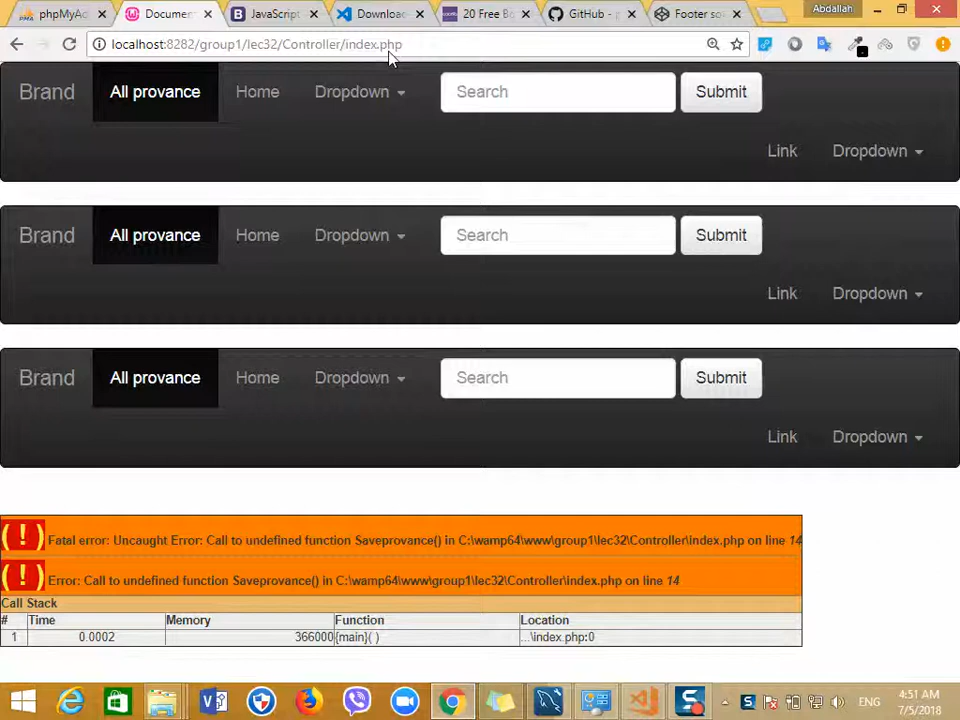 phpMyAd
Documen
JavaScript
Download
20 Free Bo
GitHub - p
Footer so
Abdallah
localhost:8282/group1/lec32/Controller/index.php
Brand All provance Home Dropdown Search Submit
Link Dropdown
Brand All provance Home Dropdown Search Submit
Link Dropdown
Brand All provance Home Dropdown Search Submit
Link Dropdown
( ! ) Fatal error: Uncaught Error: Call to undefined function Saveprovance() in C:\wamp64\www\group1\lec32\Controller\index.php on line 14
( ! ) Error: Call to undefined function Saveprovance() in C:\wamp64\www\group1\lec32\Controller\index.php on line 14
Call Stack
# Time Memory Function Location
1 0.0002 366000 {main}( ) ...\index.php:0
ENG
4:51 AM
7/5/2018